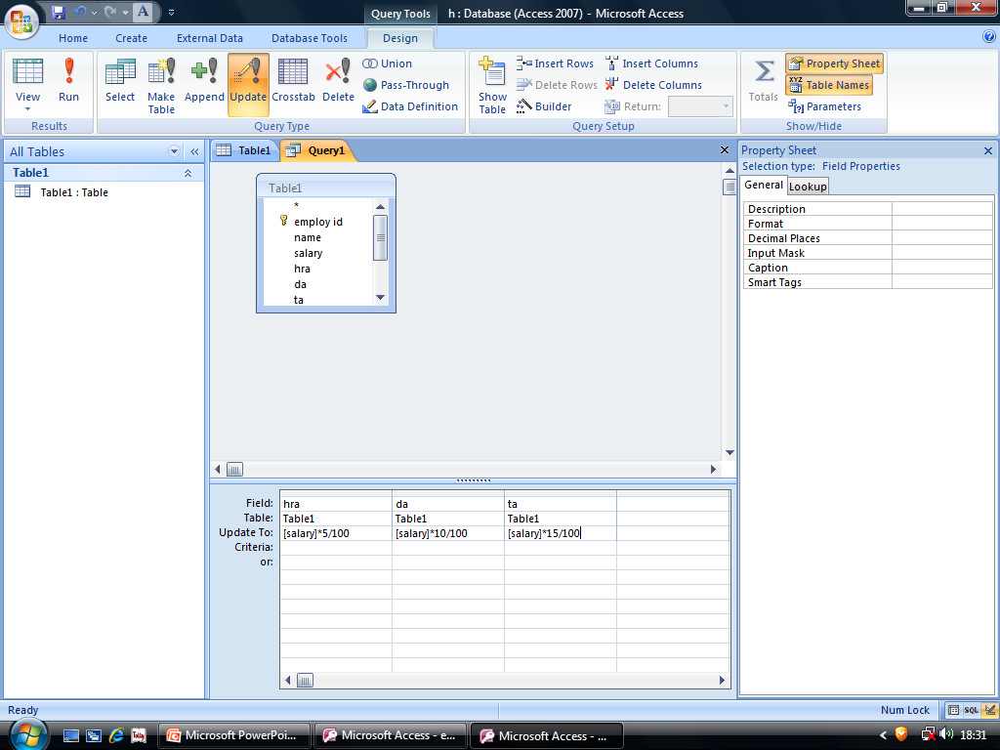 Query Tools
h : Database (Access 2007) - Microsoft Access
Home Create External Data Database Tools Design
View
Run
Results
Select
Make Table
Append
Update
Crosstab
Delete
Union
Pass-Through
Data Definition
Query Type
Show Table
Insert Rows
Delete Rows
Builder
Insert Columns
Delete Columns
Return:
Query Setup
Totals
Property Sheet
XYZ
Table Names
Parameters
Show/Hide
All Tables
Table1
Table1 : Table
Table1 Query1
Table1
*
employ id
name
salary
hra
da
ta
Field: hra da ta
Table: Table1 Table1 Table1
Update To: [salary]*5/100 [salary]*10/100 [salary]*15/100
Criteria:
or:
Property Sheet
Selection type: Field Properties
General Lookup
Description
Format
Decimal Places
Input Mask
Caption
Smart Tags
Ready
Num Lock
SQL
Microsoft PowerPoi...
Microsoft Access - e...
Microsoft Access - ...
18:31